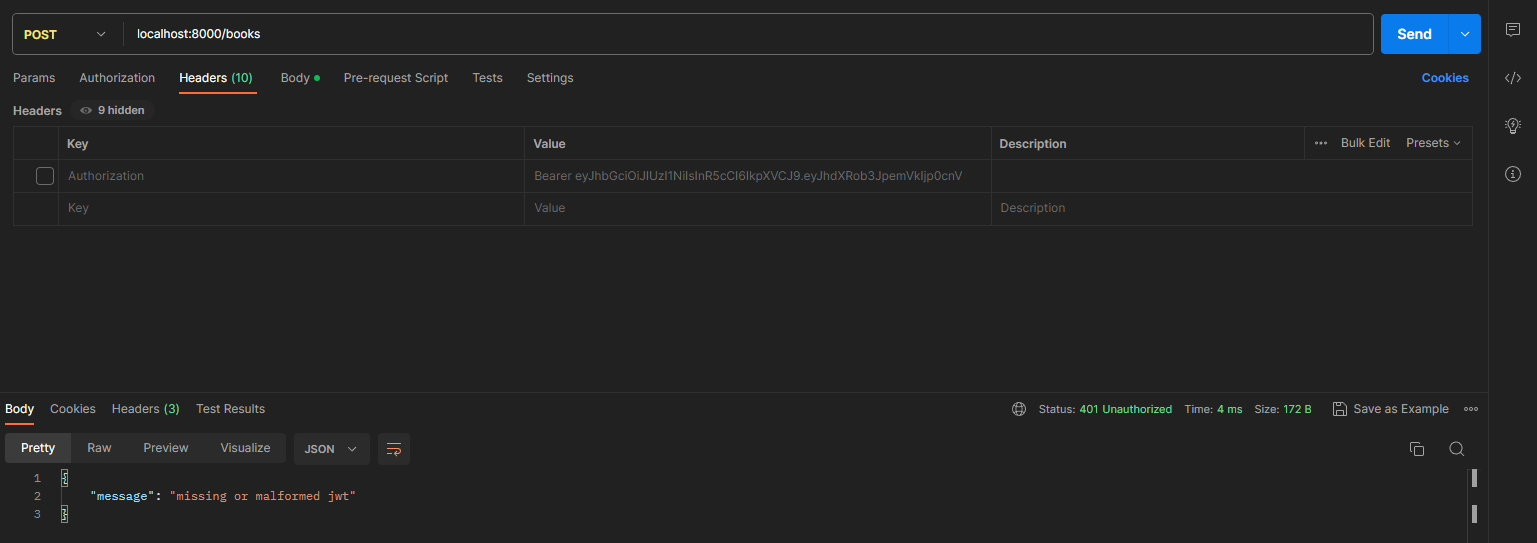 POST localhost:8000/books Send
Params Authorization Headers (10) Body Pre-request Script Tests Settings Cookies
Headers 9 hidden
Key Value Description Bulk Edit Presets
Authorization Bearer eyJhbGciOiJIUzI1NiIsInR5cCI6IkpXVCJ9.eyJhdXRob3JpemVkIjp0cnV
Key Value Description
Body Cookies Headers (3) Test Results Status: 401 Unauthorized Time: 4 ms Size: 172 B Save as Example
Pretty Raw Preview Visualize JSON
1 {
2 "message": "missing or malformed jwt"
3 }